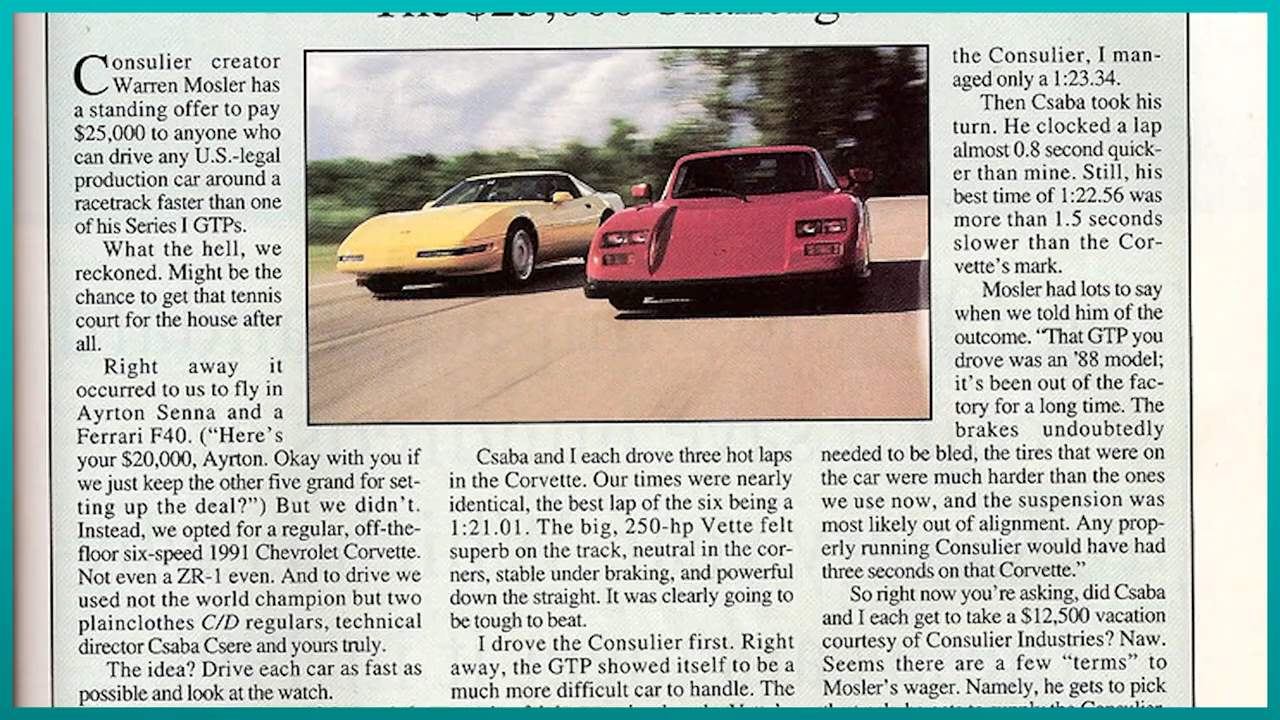 The $25,000 Challenge
Consulier creator
Warren Mosler has
a standing offer to pay
$25,000 to anyone who
can drive any U.S.-legal
production car around a
racetrack faster than one
of his Series I GTPs.
What the hell, we
reckoned. Might be the
chance to get that tennis
court for the house after
all.
Right away it
occurred to us to fly in
Ayrton Senna and a
Ferrari F40. (“Here’s
your $20,000, Ayrton. Okay with you if
we just keep the other five grand for set-
ting up the deal?”) But we didn’t.
Instead, we opted for a regular, off-the-
floor six-speed 1991 Chevrolet Corvette.
Not even a ZR-1 even. And to drive we
used not the world champion but two
plainclothes C/D regulars, technical
director Csaba Csere and yours truly.
The idea? Drive each car as fast as
possible and look at the watch.
Csaba and I each drove three hot laps
in the Corvette. Our times were nearly
identical, the best lap of the six being a
1:21.01. The big, 250-hp Vette felt
superb on the track, neutral in the cor-
ners, stable under braking, and powerful
down the straight. It was clearly going to
be tough to beat.
I drove the Consulier first. Right
away, the GTP showed itself to be a
much more difficult car to handle. The
the Consulier, I man-
aged only a 1:23.34.
Then Csaba took his
turn. He clocked a lap
almost 0.8 second quick-
er than mine. Still, his
best time of 1:22.56 was
more than 1.5 seconds
slower than the Cor-
vette’s mark.
Mosler had lots to say
when we told him of the
outcome. “That GTP you
drove was an ’88 model;
it’s been out of the fac-
tory for a long time. The
brakes undoubtedly
needed to be bled, the tires that were on
the car were much harder than the ones
we use now, and the suspension was
most likely out of alignment. Any prop-
erly running Consulier would have had
three seconds on that Corvette.”
So right now you’re asking, did Csaba
and I each get to take a $12,500 vacation
courtesy of Consulier Industries? Naw.
Seems there are a few “terms” to
Mosler’s wager. Namely, he gets to pick